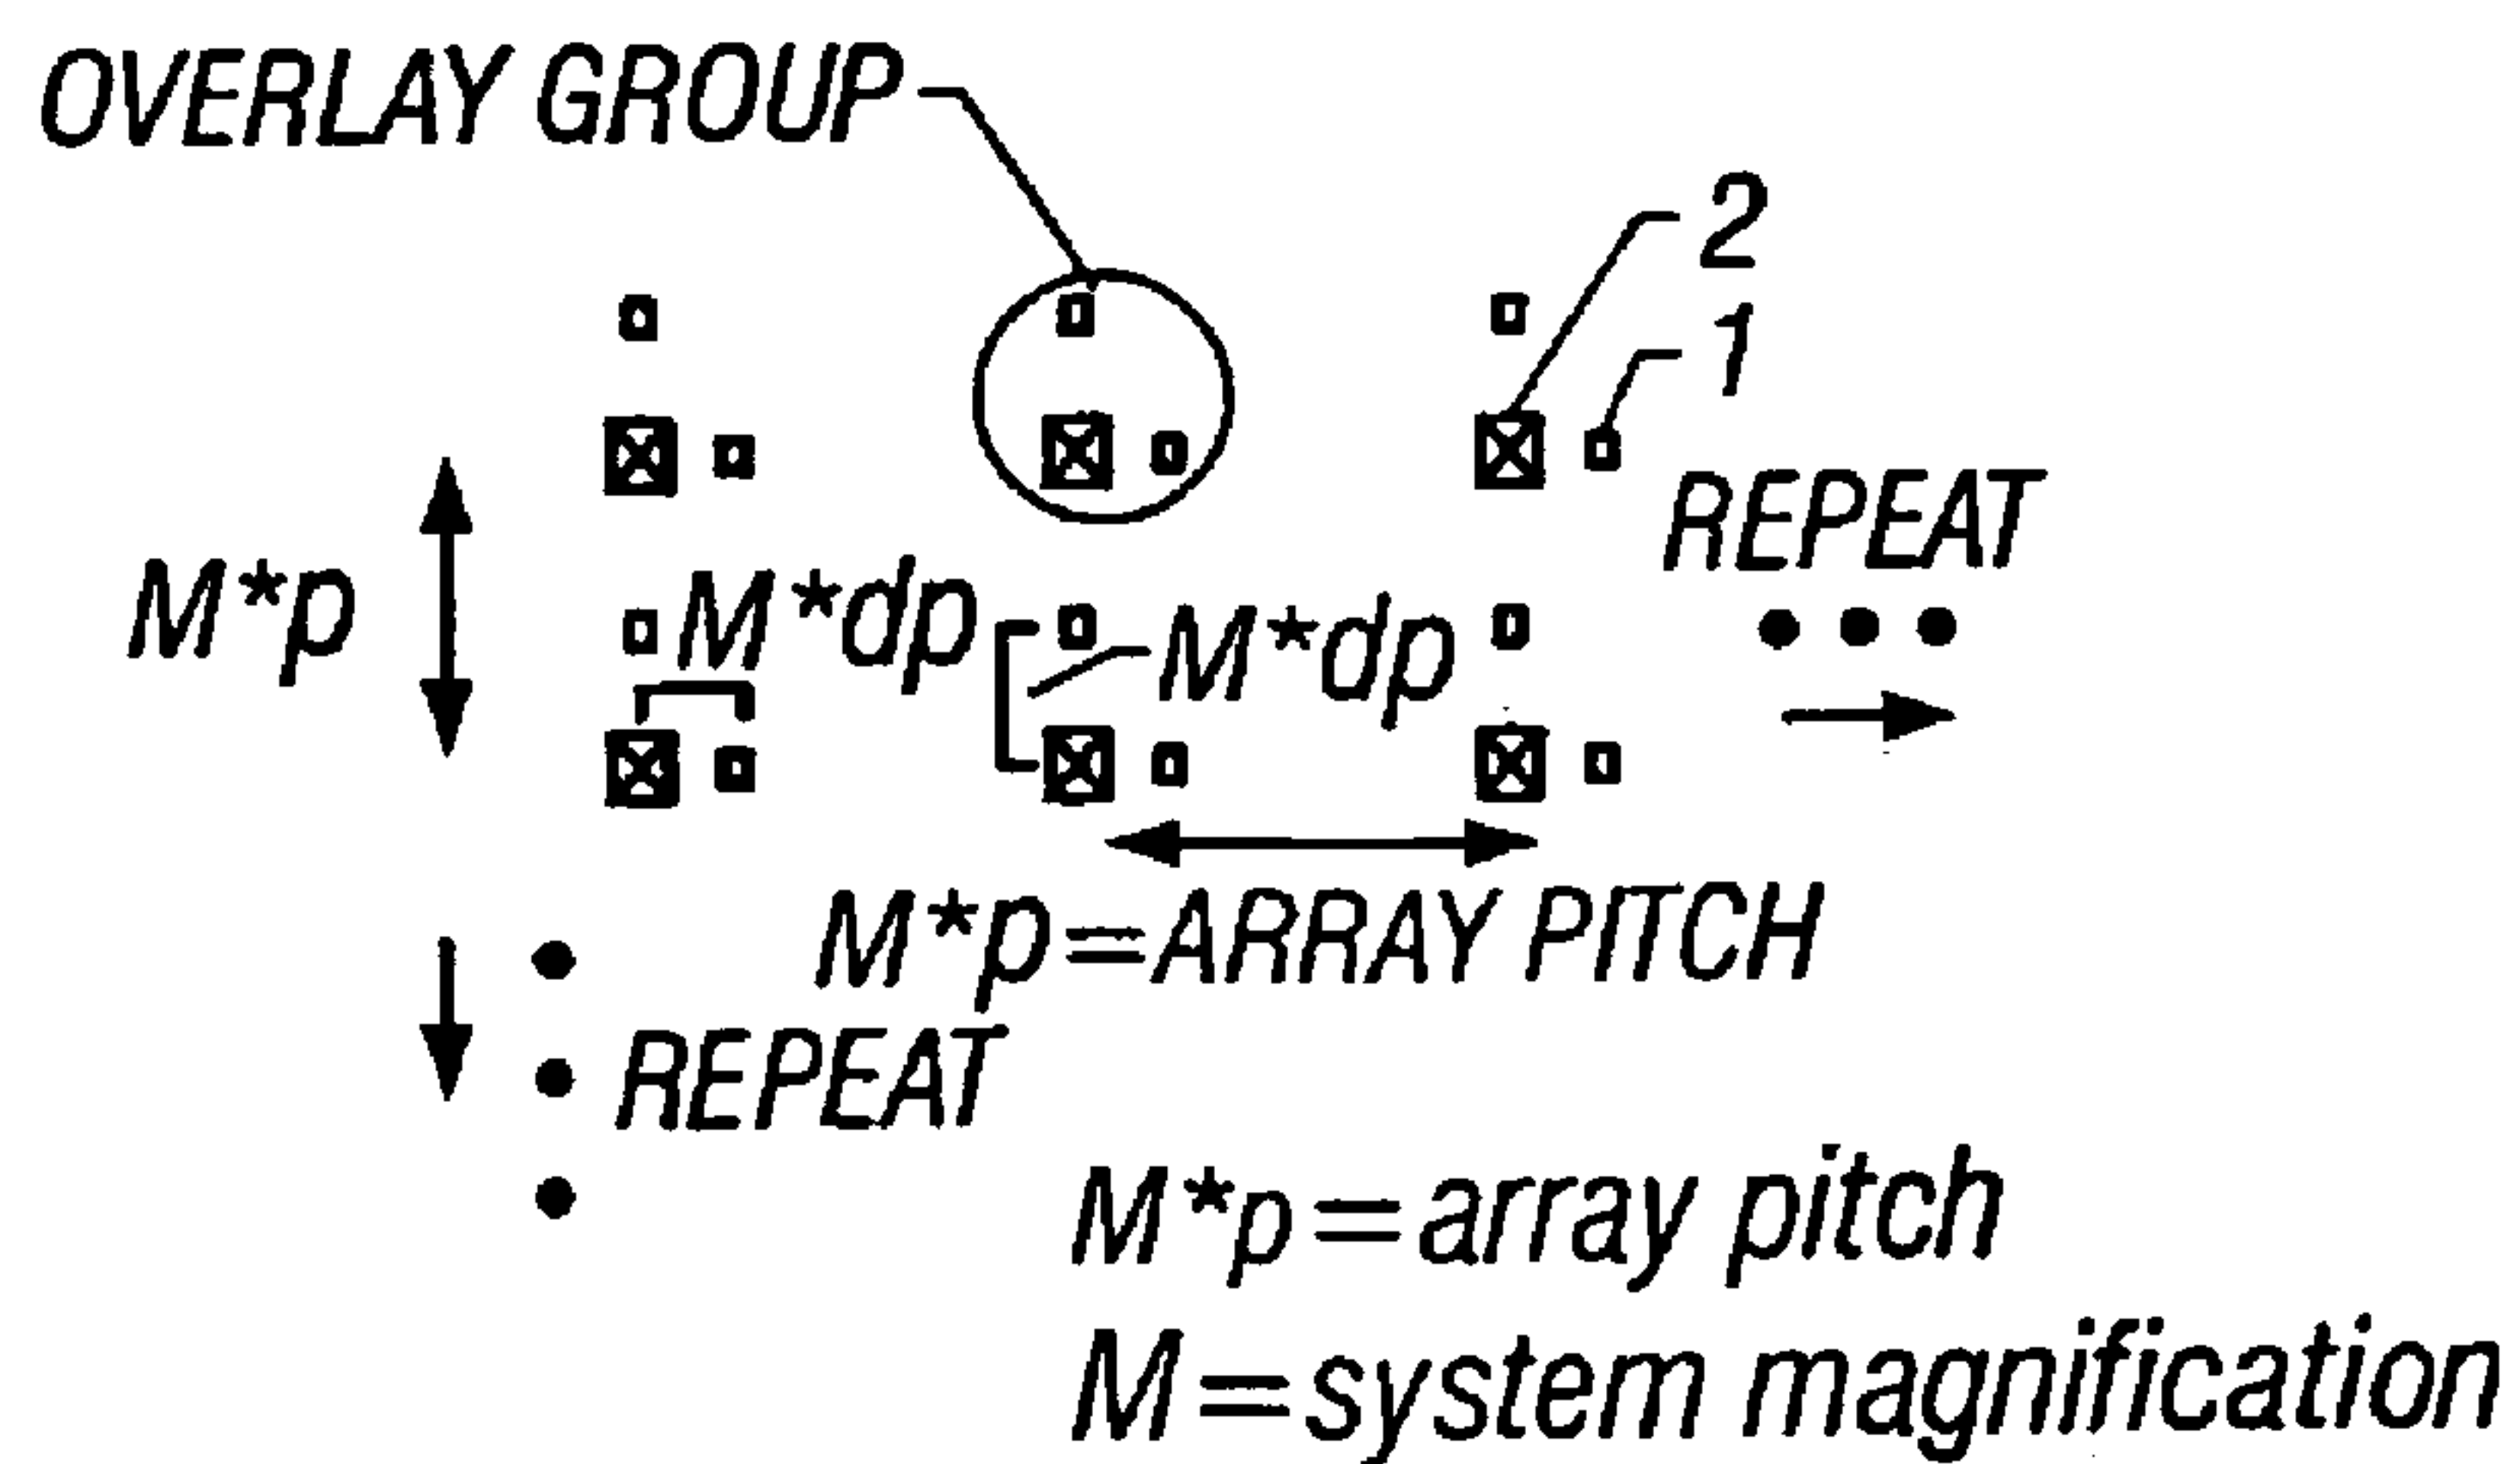 OVERLAY GROUP
2
1
REPEAT
M*p
M*dp
M*dp
M*p=ARRAY PITCH
REPEAT
M*p=array pitch
M=system magnification